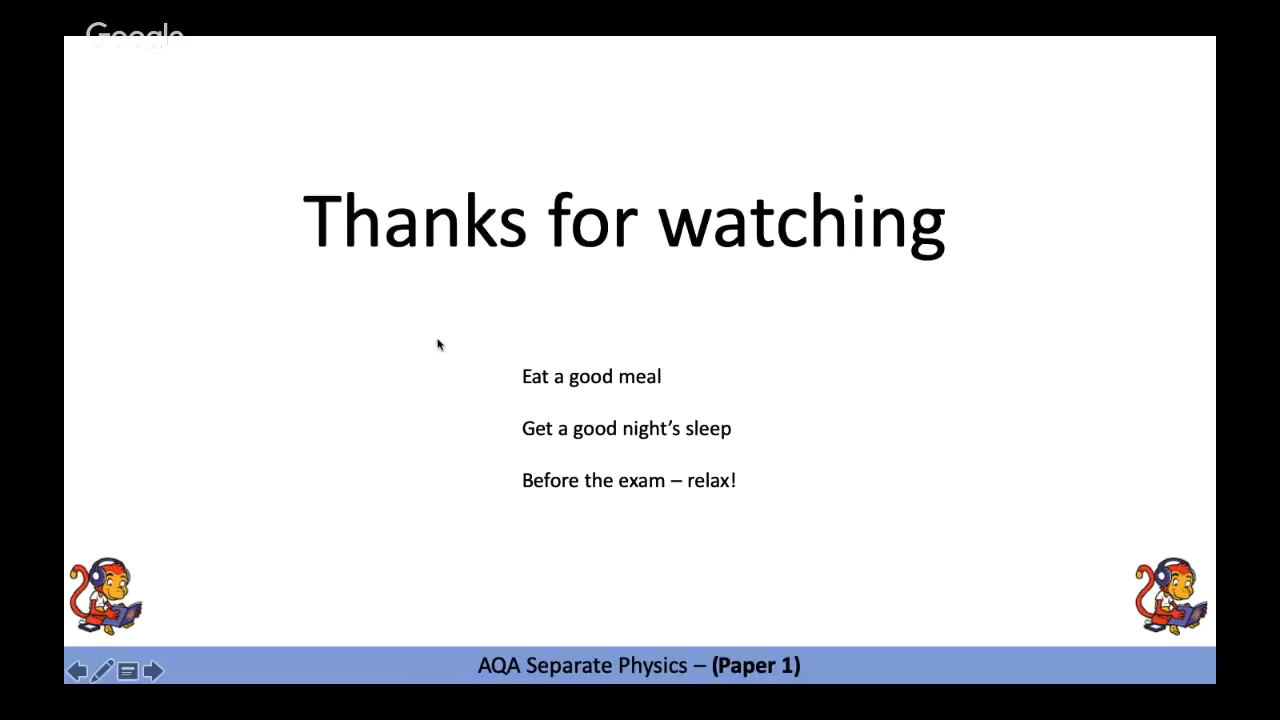 Google
Thanks for watching
Eat a good meal
Get a good night’s sleep
Before the exam – relax!
AQA Separate Physics – (Paper 1)